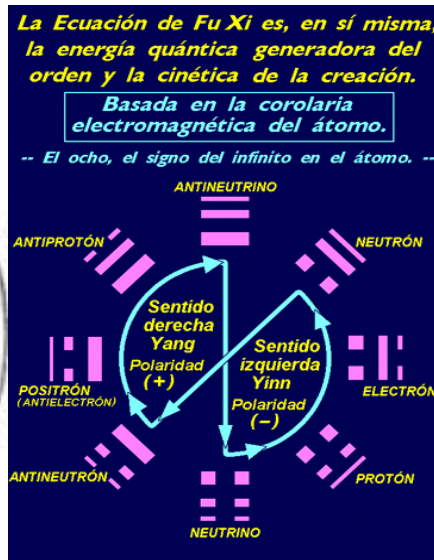 La Ecuación de Fu Xi es, en sí misma,
la energía quántica generadora del
orden y la cinética de la creación.
Basada en la corolaria
electromagnética del átomo.
-- El ocho, el signo del infinito en el átomo. --
ANTINEUTRINO
ANTIPROTÓN
NEUTRÓN
Sentido
derecha
Yang
Polaridad
(+)
Sentido
izquierda
Yinn
Polaridad
(−)
POSITRÓN
(ANTIELECTRÓN)
ELECTRÓN
ANTINEUTRÓN
PROTÓN
NEUTRINO